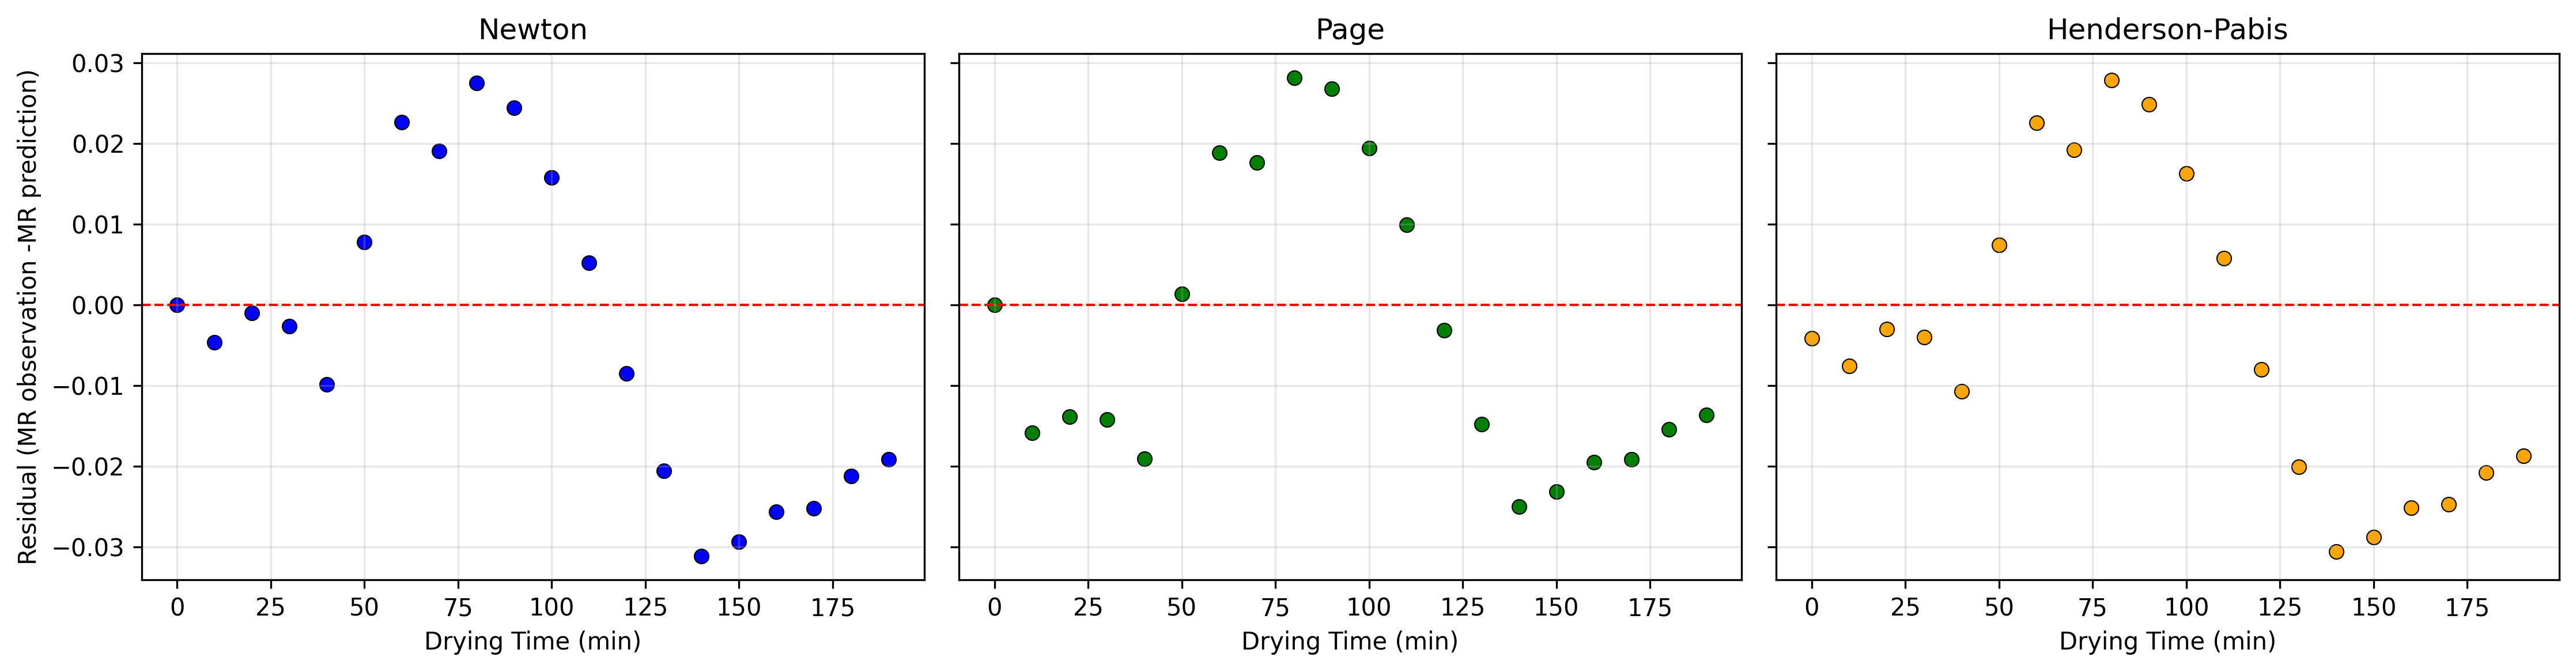 Newton
Page
Henderson-Pabis
Residual (MR observation -MR prediction)
0.03
0.02
0.01
0.00
−0.01
−0.02
−0.03
0 25 50 75 100 125 150 175
0 25 50 75 100 125 150 175
0 25 50 75 100 125 150 175
Drying Time (min)
Drying Time (min)
Drying Time (min)